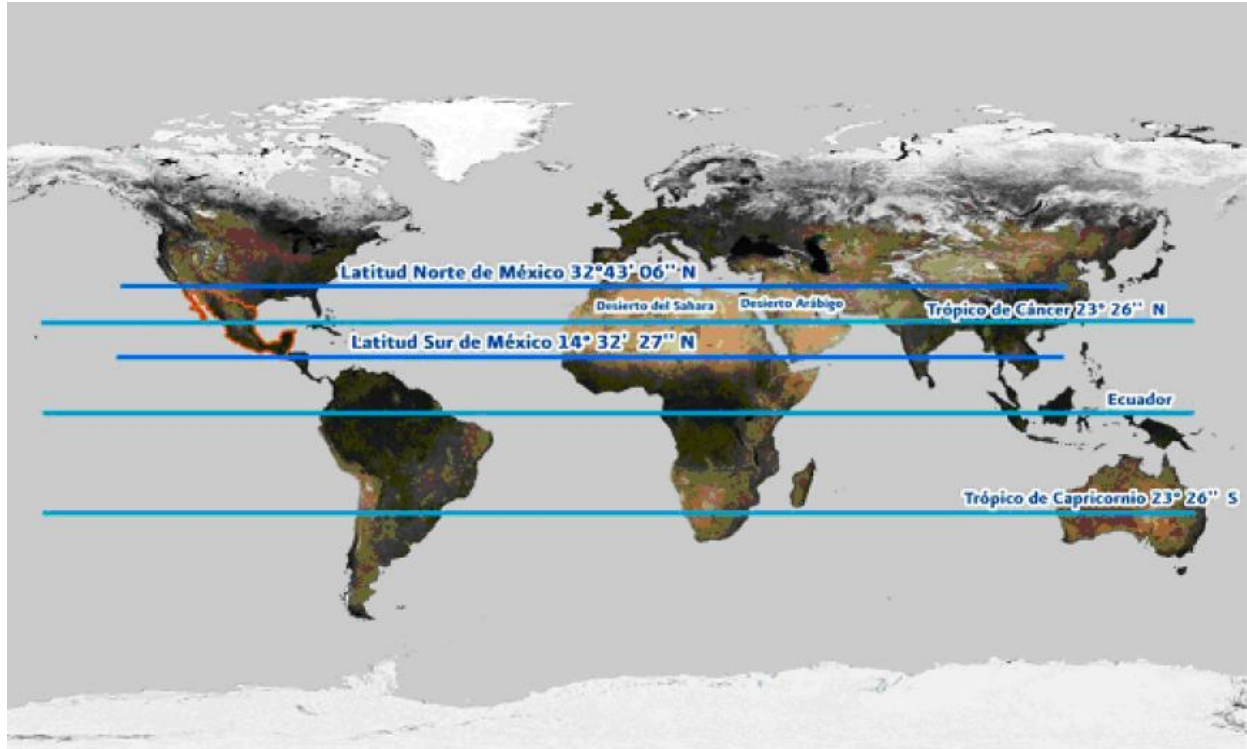 Latitud Norte de México 32°43' 06'' N
Desierto del Sahara
Desierto Arábigo
Trópico de Cáncer 23° 26'' N
Latitud Sur de México 14° 32' 27'' N
Ecuador
Trópico de Capricornio 23° 26'' S